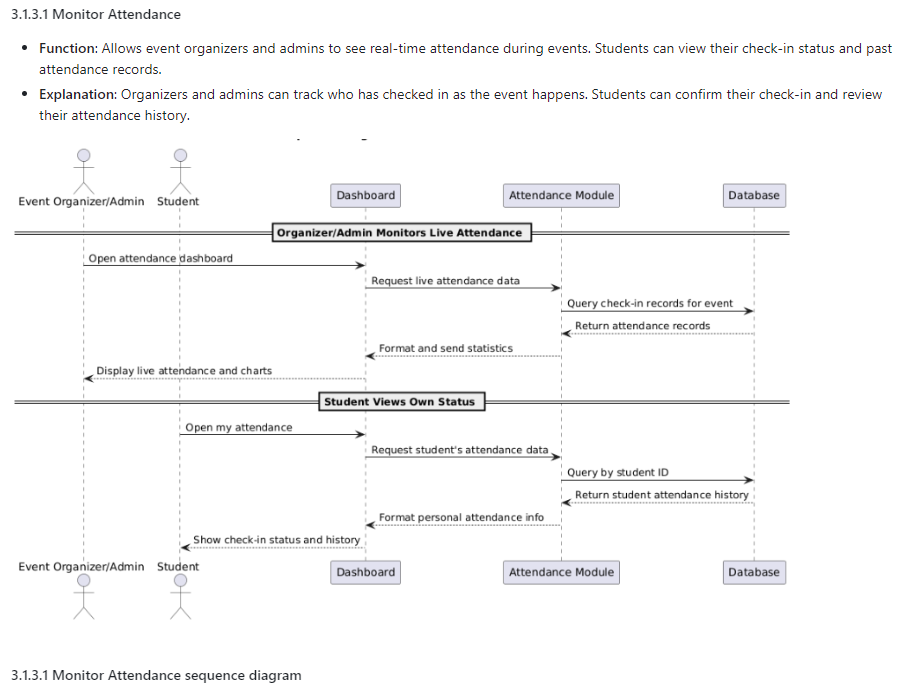 3.1.3.1 Monitor Attendance
Function: Allows event organizers and admins to see real-time attendance during events. Students can view their check-in status and past
attendance records.
Explanation: Organizers and admins can track who has checked in as the event happens. Students can confirm their check-in and review
their attendance history.
Event Organizer/Admin Student Dashboard Attendance Module Database
Organizer/Admin Monitors Live Attendance
Open attendance dashboard
Request live attendance data
Query check-in records for event
Return attendance records
Format and send statistics
Display live attendance and charts
Student Views Own Status
Open my attendance
Request student's attendance data
Query by student ID
Return student attendance history
Format personal attendance info
Show check-in status and history
Event Organizer/Admin Student Dashboard Attendance Module Database
3.1.3.1 Monitor Attendance sequence diagram